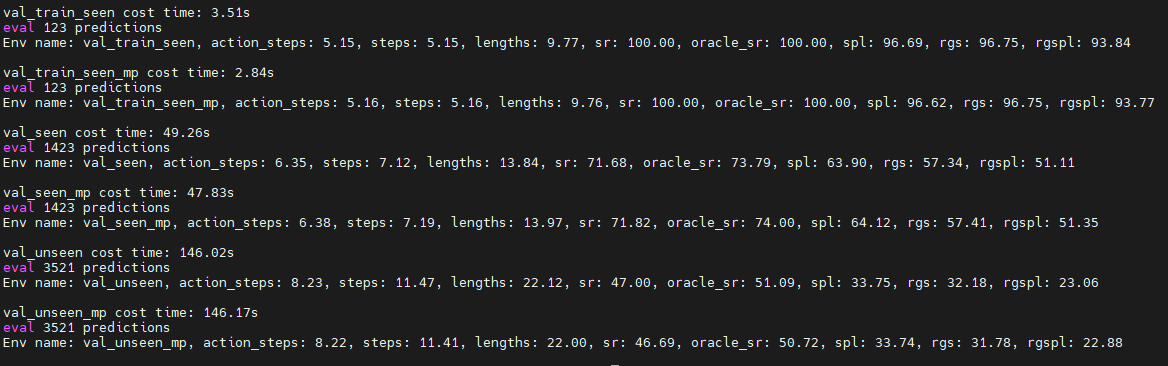 val_train_seen cost time: 3.51s
eval 123 predictions
Env name: val_train_seen, action_steps: 5.15, steps: 5.15, lengths: 9.77, sr: 100.00, oracle_sr: 100.00, spl: 96.69, rgs: 96.75, rgspl: 93.84
val_train_seen_mp cost time: 2.84s
eval 123 predictions
Env name: val_train_seen_mp, action_steps: 5.16, steps: 5.16, lengths: 9.76, sr: 100.00, oracle_sr: 100.00, spl: 96.62, rgs: 96.75, rgspl: 93.77
val_seen cost time: 49.26s
eval 1423 predictions
Env name: val_seen, action_steps: 6.35, steps: 7.12, lengths: 13.84, sr: 71.68, oracle_sr: 73.79, spl: 63.90, rgs: 57.34, rgspl: 51.11
val_seen_mp cost time: 47.83s
eval 1423 predictions
Env name: val_seen_mp, action_steps: 6.38, steps: 7.19, lengths: 13.97, sr: 71.82, oracle_sr: 74.00, spl: 64.12, rgs: 57.41, rgspl: 51.35
val_unseen cost time: 146.02s
eval 3521 predictions
Env name: val_unseen, action_steps: 8.23, steps: 11.47, lengths: 22.12, sr: 47.00, oracle_sr: 51.09, spl: 33.75, rgs: 32.18, rgspl: 23.06
val_unseen_mp cost time: 146.17s
eval 3521 predictions
Env name: val_unseen_mp, action_steps: 8.22, steps: 11.41, lengths: 22.00, sr: 46.69, oracle_sr: 50.72, spl: 33.74, rgs: 31.78, rgspl: 22.88